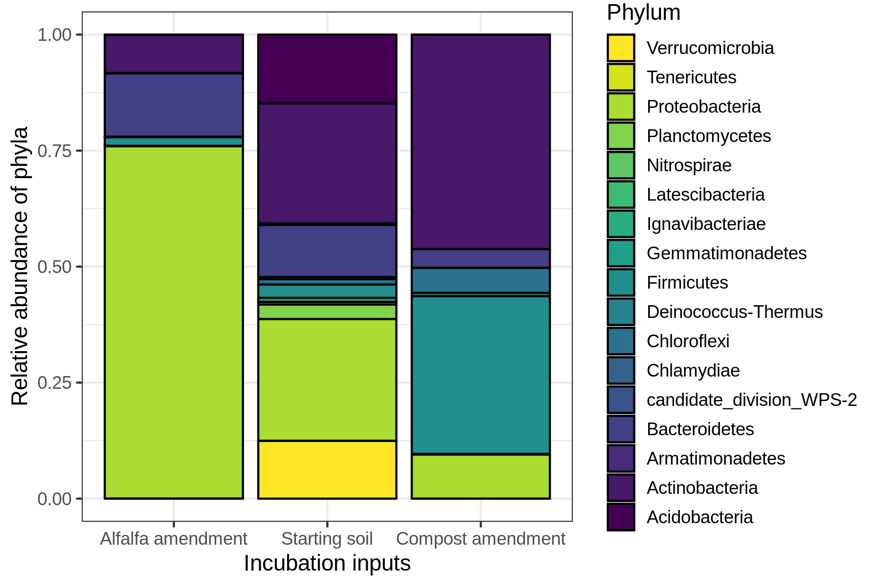 Phylum
Verrucomicrobia
Tenericutes
Proteobacteria
Planctomycetes
Nitrospirae
Latescibacteria
Ignavibacteriae
Gemmatimonadetes
Firmicutes
Deinococcus-Thermus
Chloroflexi
Chlamydiae
candidate_division_WPS-2
Bacteroidetes
Armatimonadetes
Actinobacteria
Acidobacteria
Relative abundance of phyla
1.00
0.75
0.50
0.25
0.00
Alfalfa amendment Starting soil Compost amendment
Incubation inputs